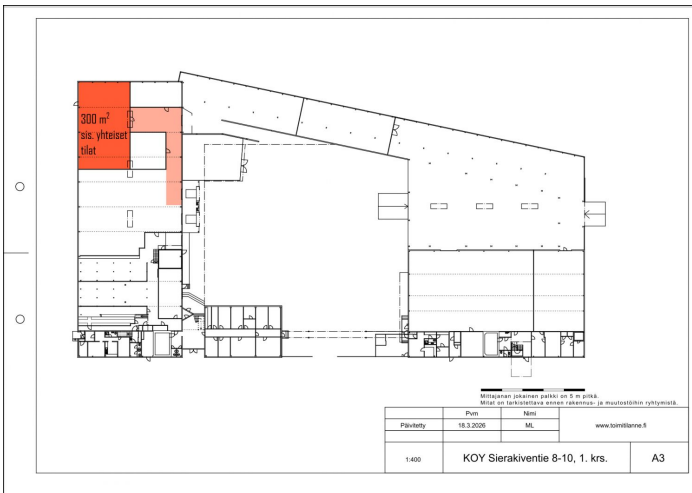 300 m²
sis. yhteiset
tilat
Mittajanan jokainen palkki on 5 m pitkä.
Mitat on tarkistettava ennen rakennus- ja muutostöihin ryhtymistä.
Pvm Nimi
Päivitetty 18.3.2026 ML www.toimitilanne.fi
1:400 KOY Sierakiventie 8-10, 1. krs. A3